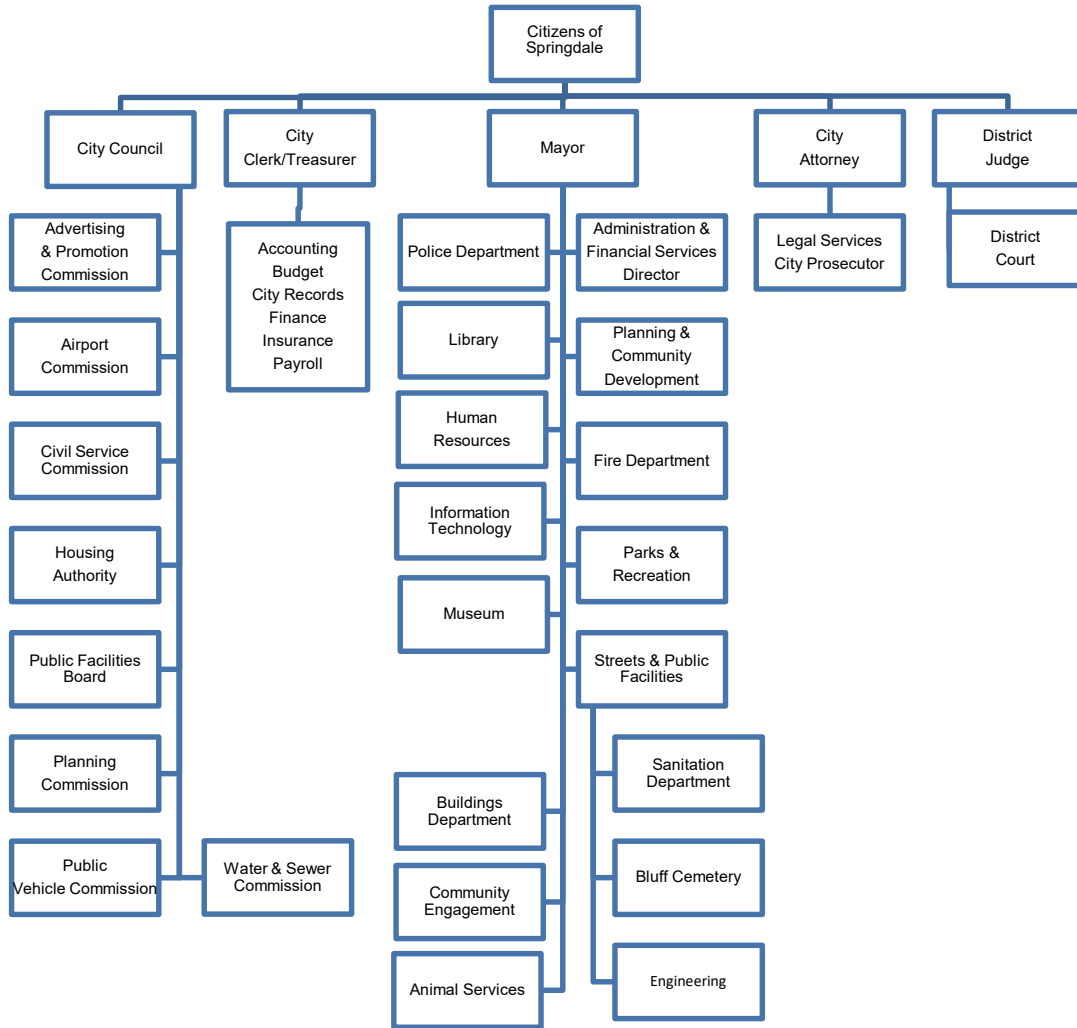 Citizens of
Springdale
City Council
City
Clerk/Treasurer
Mayor
City
Attorney
District
Judge
Advertising
& Promotion
Commission
Airport
Commission
Civil Service
Commission
Housing
Authority
Public Facilities
Board
Planning
Commission
Public
Vehicle Commission
Water & Sewer
Commission
Accounting
Budget
City Records
Finance
Insurance
Payroll
Police Department
Library
Human
Resources
Information
Technology
Museum
Buildings
Department
Community
Engagement
Animal Services
Administration &
Financial Services
Director
Planning &
Community
Development
Fire Department
Parks &
Recreation
Streets & Public
Facilities
Sanitation
Department
Bluff Cemetery
Engineering
Legal Services
City Prosecutor
District
Court